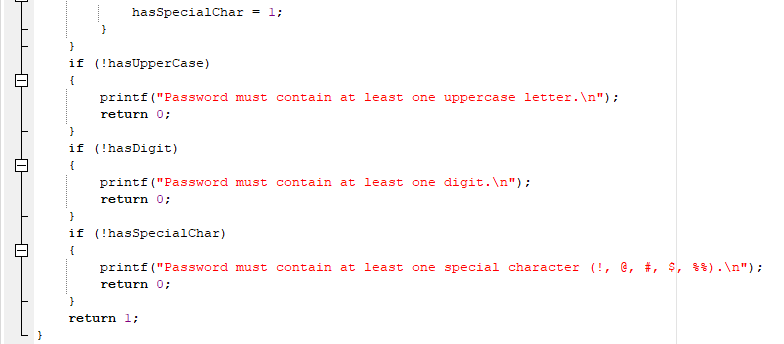 hasSpecialChar = 1;
}
}
if (!hasUpperCase)
{
printf("Password must contain at least one uppercase letter.\n");
return 0;
}
if (!hasDigit)
{
printf("Password must contain at least one digit.\n");
return 0;
}
if (!hasSpecialChar)
{
printf("Password must contain at least one special character (!, @, #, $, %%).\n");
return 0;
}
return 1;
}